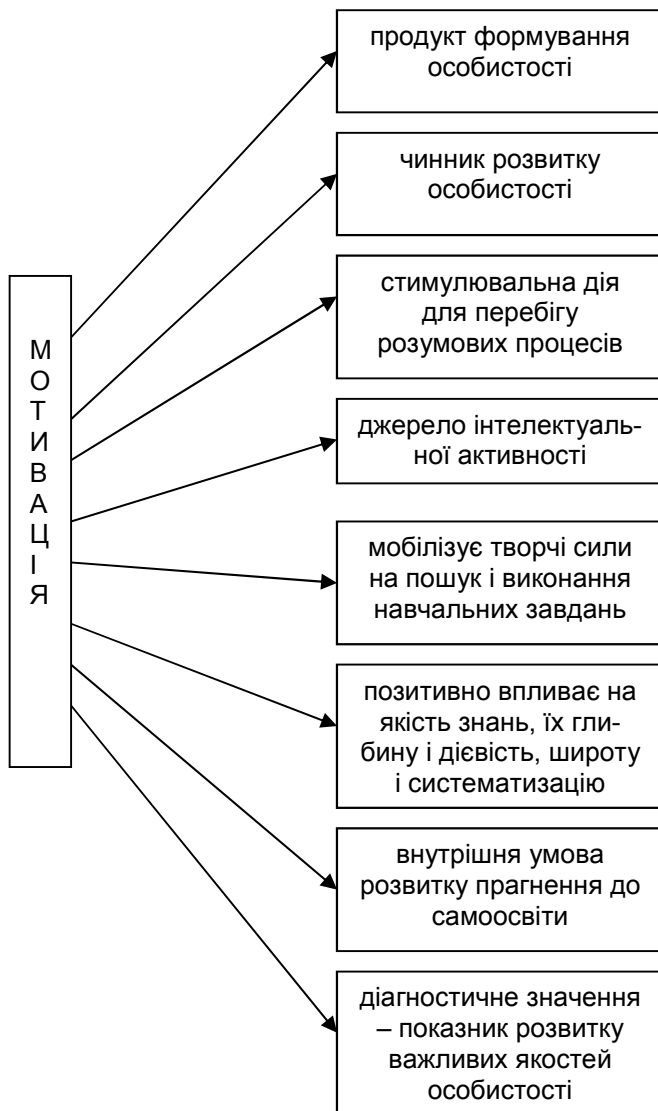 МОТИВАЦІЯ
продукт формування
особистості
чинник розвитку
особистості
стимулювальна дія
для перебігу
розумових процесів
джерело інтелектуаль-
ної активності
мобілізує творчі сили
на пошук і виконання
навчальних завдань
позитивно впливає на
якість знань, їх гли-
бину і дієвість, широту
і систематизацію
внутрішня умова
розвитку прагнення до
самоосвіти
діагностичне значення
– показник розвитку
важливих якостей
особистості